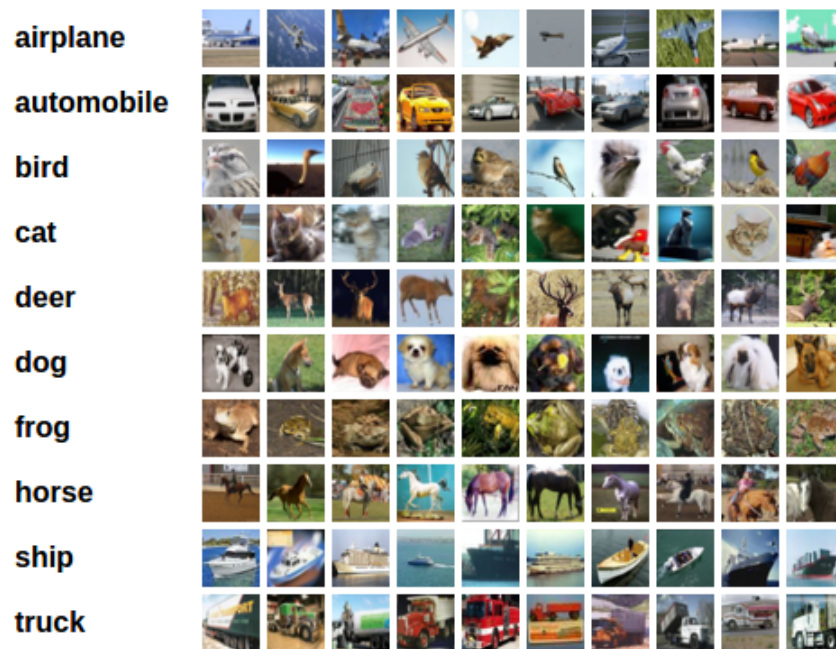 airplane
automobile
bird
cat
deer
dog
frog
horse
ship
truck